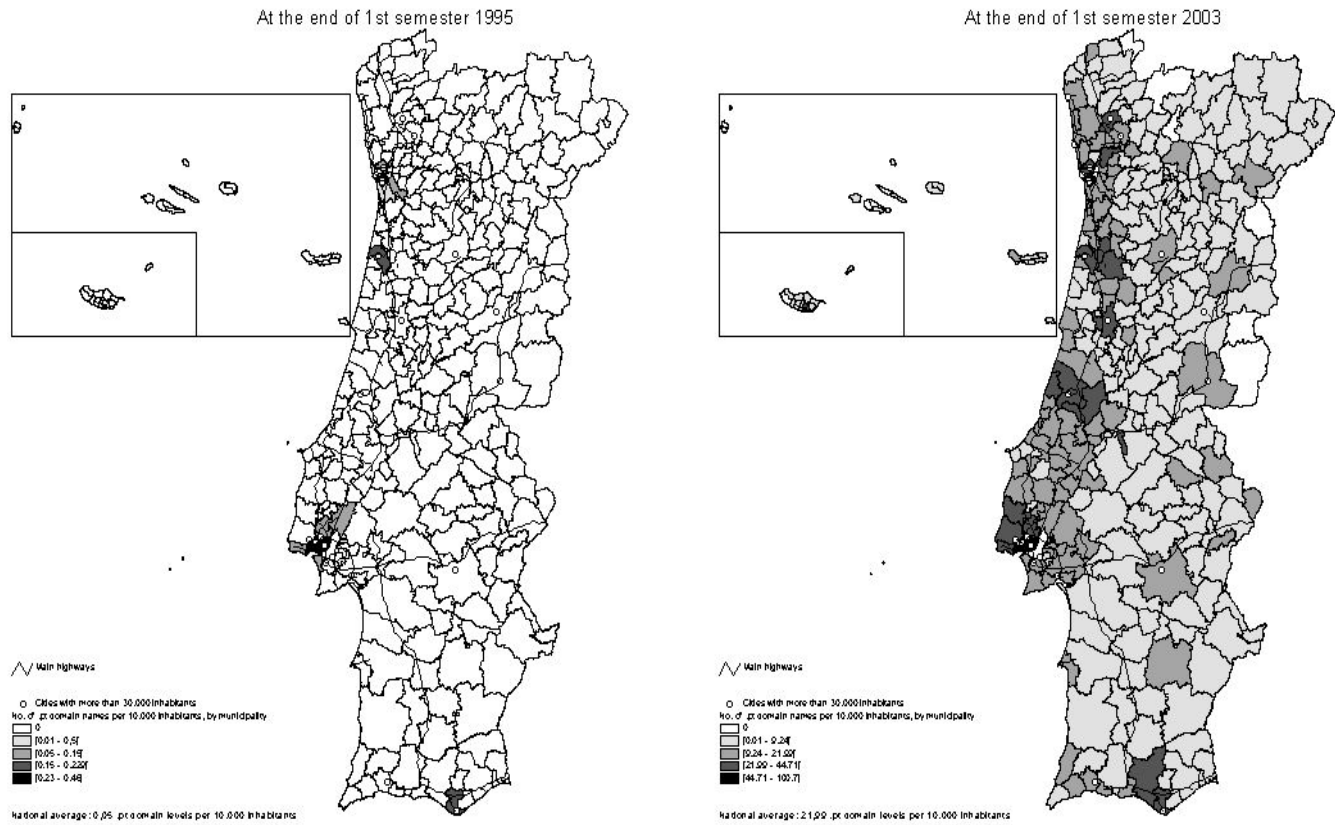 At the end of 1st semester 1995
At the end of 1st semester 2003
Main highways
Cities with more than 30.000 inhabitants
No. of .pt domain names per 10.000 inhabitants, by municipality
0
[0.01 - 0,5[
[0.05 - 0.15[
[0.15 - 0.229[
[0.23 - 0.46[
National average: 0,05 .pt domain levels per 10.000 inhabitants
Main highways
Cities with more than 30.000 inhabitants
No. of .pt domain names per 10.000 inhabitants, by municipality
0
[0.01 - 9.24[
[9.24 - 21.99[
[21.99 - 44.71[
[44.71 - 100.7[
National average: 21,99 .pt domain levels per 10.000 inhabitants